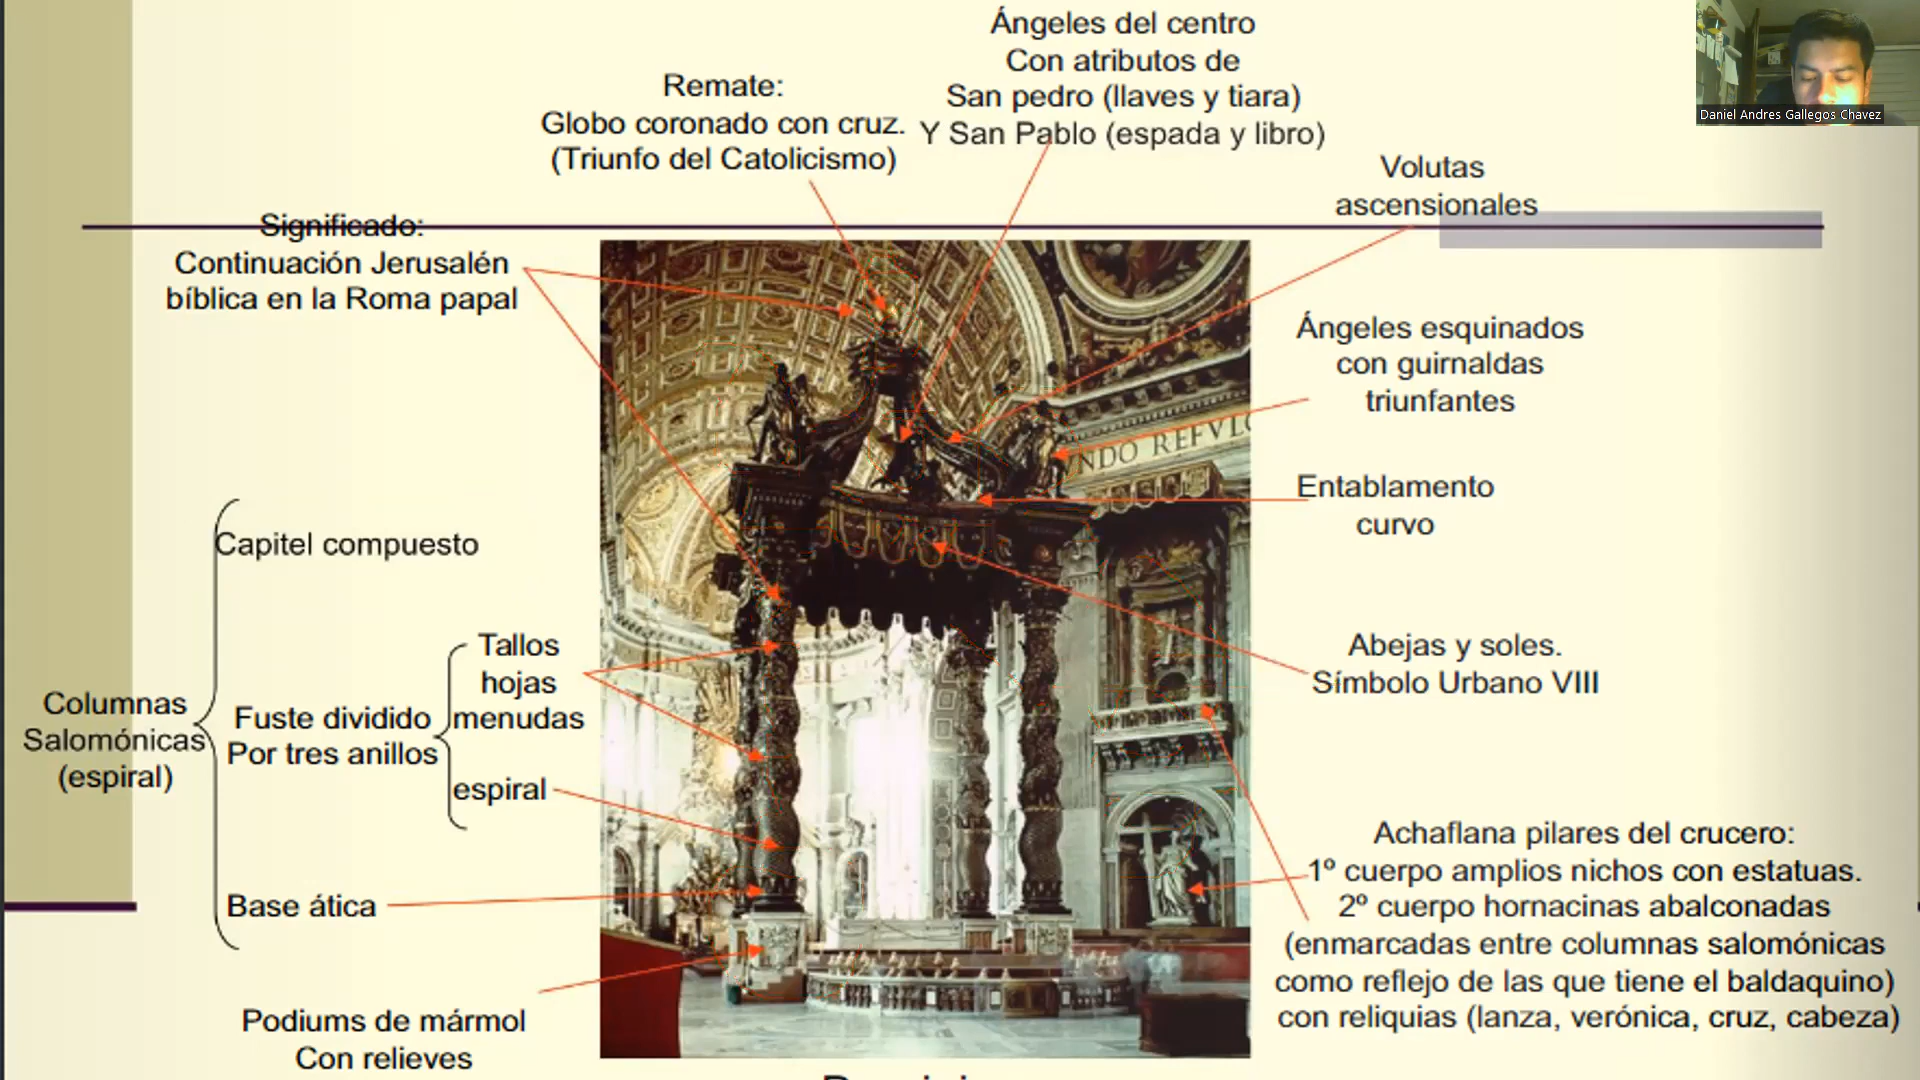 Ángeles del centro
Con atributos de
San pedro (llaves y tiara)
Y San Pablo (espada y libro)
Daniel Andres Gallegos Chavez
Remate:
Globo coronado con cruz.
(Triunfo del Catolicismo)
Volutas
ascensionales
Significado:
Continuación Jerusalén
bíblica en la Roma papal
Ángeles esquinados
con guirnaldas
triunfantes
NDO REFVL
Entablamento
curvo
Capitel compuesto
Tallos
hojas
menudas
Abejas y soles.
Símbolo Urbano VIII
Columnas
Salomónicas
(espiral)
Fuste dividido
Por tres anillos
espiral
Base ática
Achaflana pilares del crucero:
1º cuerpo amplios nichos con estatuas.
2º cuerpo hornacinas abalconadas
(enmarcadas entre columnas salomónicas
como reflejo de las que tiene el baldaquino)
con reliquias (lanza, verónica, cruz, cabeza)
Podiums de mármol
Con relieves